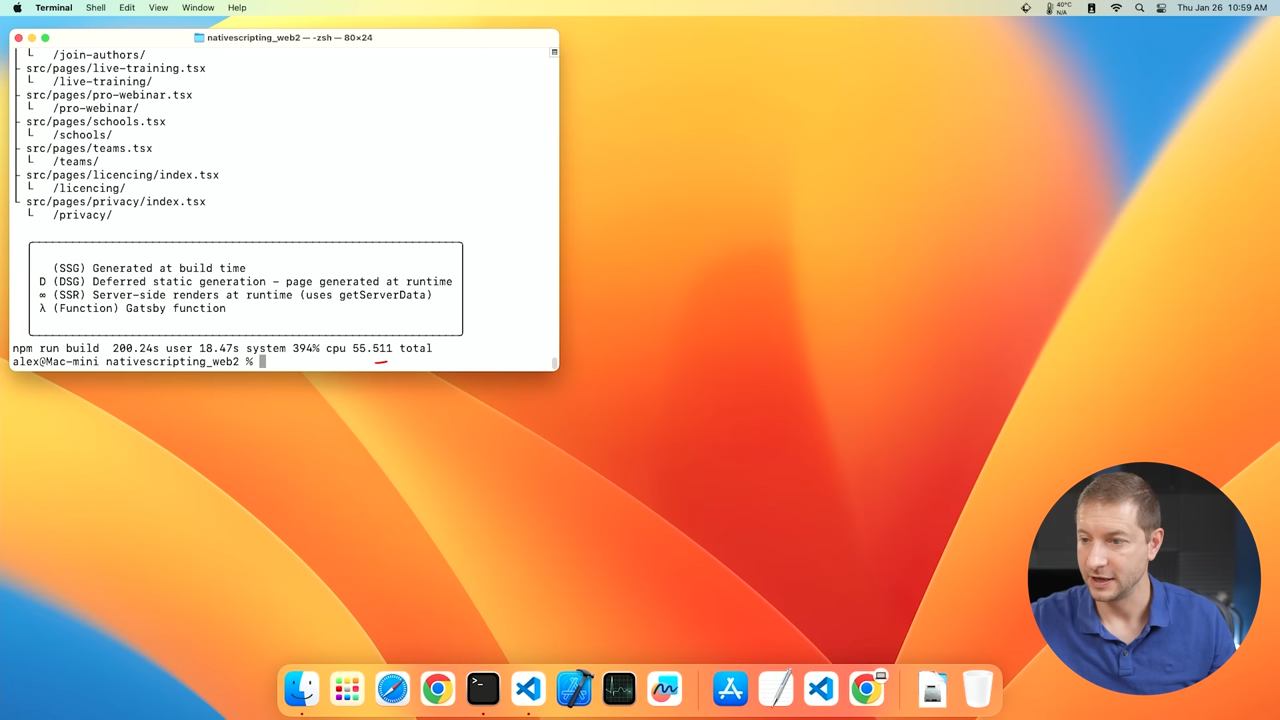 Terminal Shell Edit View Window Help
40°C
N/A
Thu Jan 26 10:59 AM
nativescripting_web2 — -zsh — 80×24
│ └ /join-authors/
├ src/pages/live-training.tsx
│ └ /live-training/
├ src/pages/pro-webinar.tsx
│ └ /pro-webinar/
├ src/pages/schools.tsx
│ └ /schools/
├ src/pages/teams.tsx
│ └ /teams/
├ src/pages/licencing/index.tsx
│ └ /licencing/
└ src/pages/privacy/index.tsx
└ /privacy/
(SSG) Generated at build time
D (DSG) Deferred static generation - page generated at runtime
∞ (SSR) Server-side renders at runtime (uses getServerData)
λ (Function) Gatsby function
npm run build 200.24s user 18.47s system 394% cpu 55.511 total
alex@Mac-mini nativescripting_web2 %